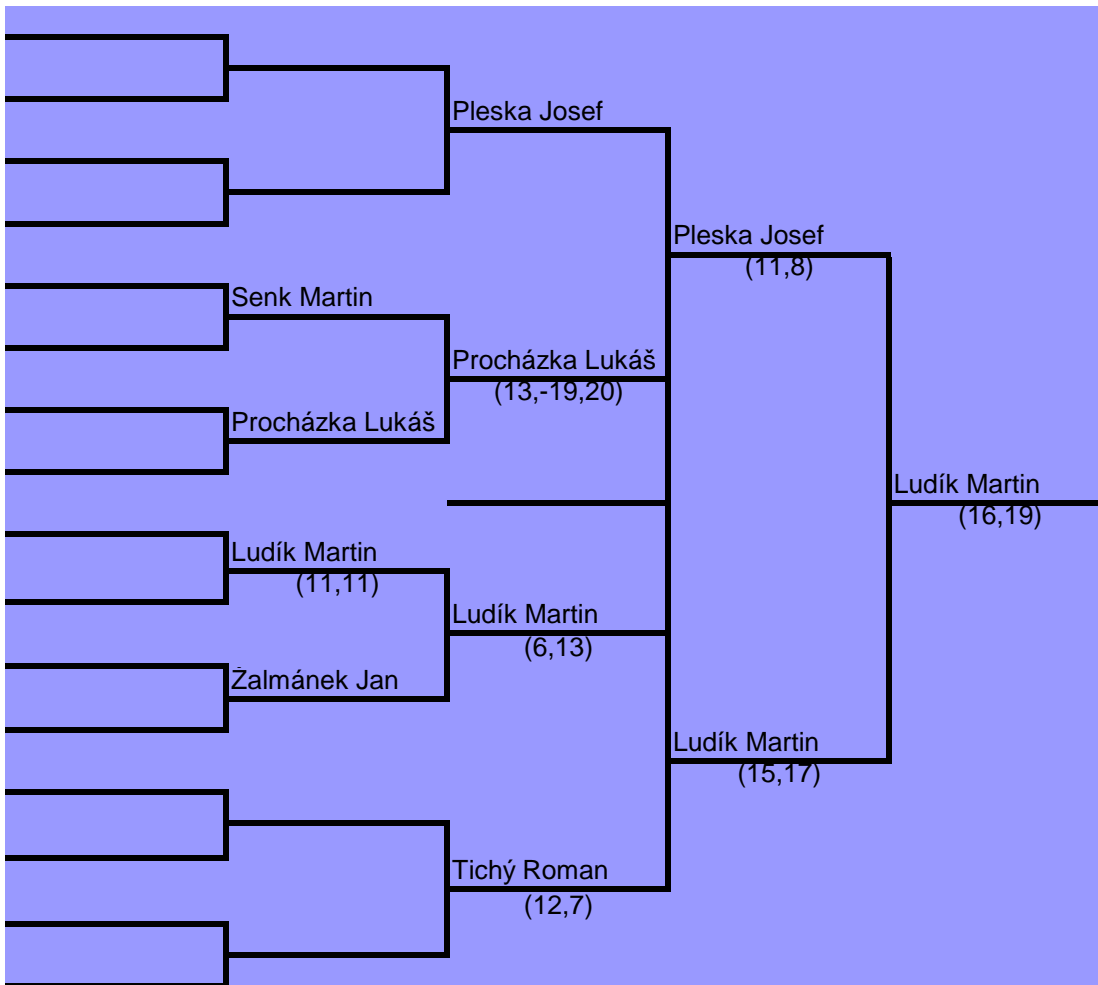 Pleska Josef
Pleska Josef
(11,8)
Senk Martin
Procházka Lukáš
(13,-19,20)
Procházka Lukáš
Ludík Martin
(16,19)
Ludík Martin
(11,11)
Ludík Martin
(6,13)
Žalmánek Jan
Ludík Martin
(15,17)
Tichý Roman
(12,7)